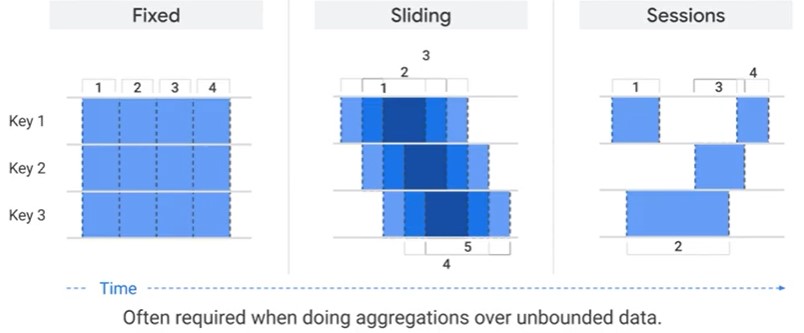 Fixed
Sliding
Sessions
1 2 3 4
3
2
1
1
3
4
Key 1
Key 2
Key 3
5
4
2
Time
Often required when doing aggregations over unbounded data.